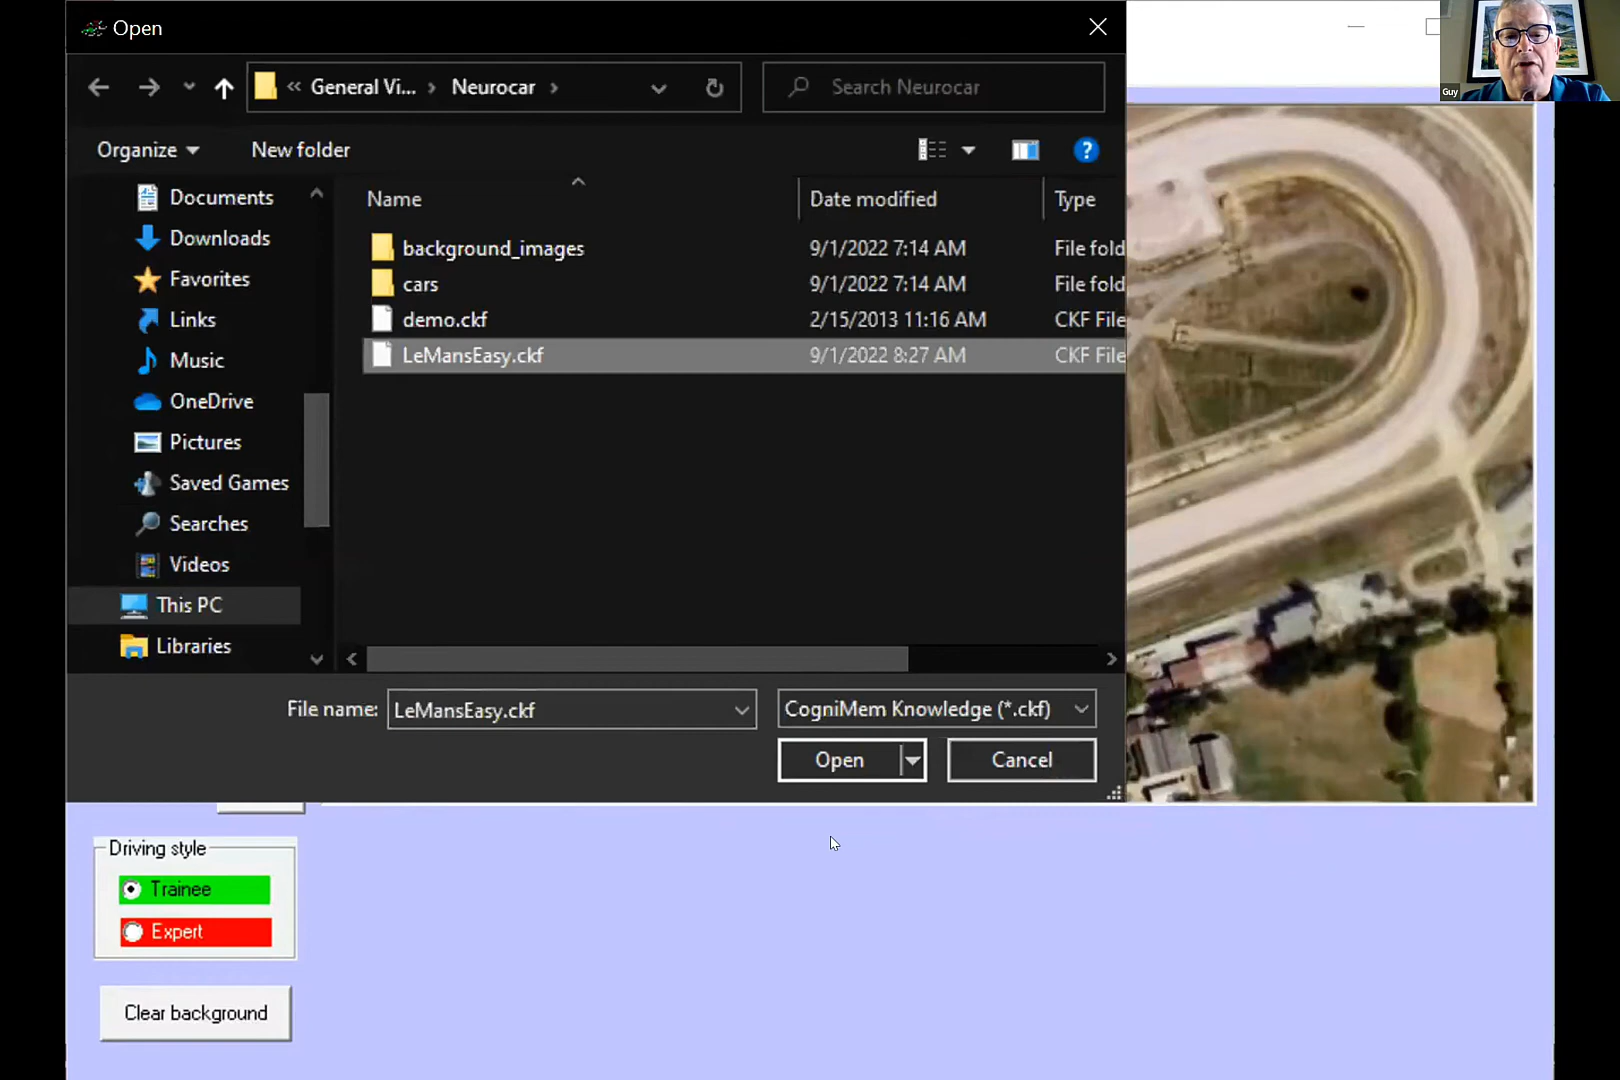 Open
Guy
« General Vi... › Neurocar ›
Search Neurocar
Organize
New folder
?
Name
Date modified
Type
Documents
Downloads
Favorites
Links
Music
OneDrive
Pictures
Saved Games
Searches
Videos
This PC
Libraries
background_images 9/1/2022 7:14 AM File fold
cars 9/1/2022 7:14 AM File fold
demo.ckf 2/15/2013 11:16 AM CKF File
LeMansEasy.ckf 9/1/2022 8:27 AM CKF File
File name: LeMansEasy.ckf
CogniMem Knowledge (*.ckf)
Open
Cancel
Driving style
Trainee
Expert
Clear background